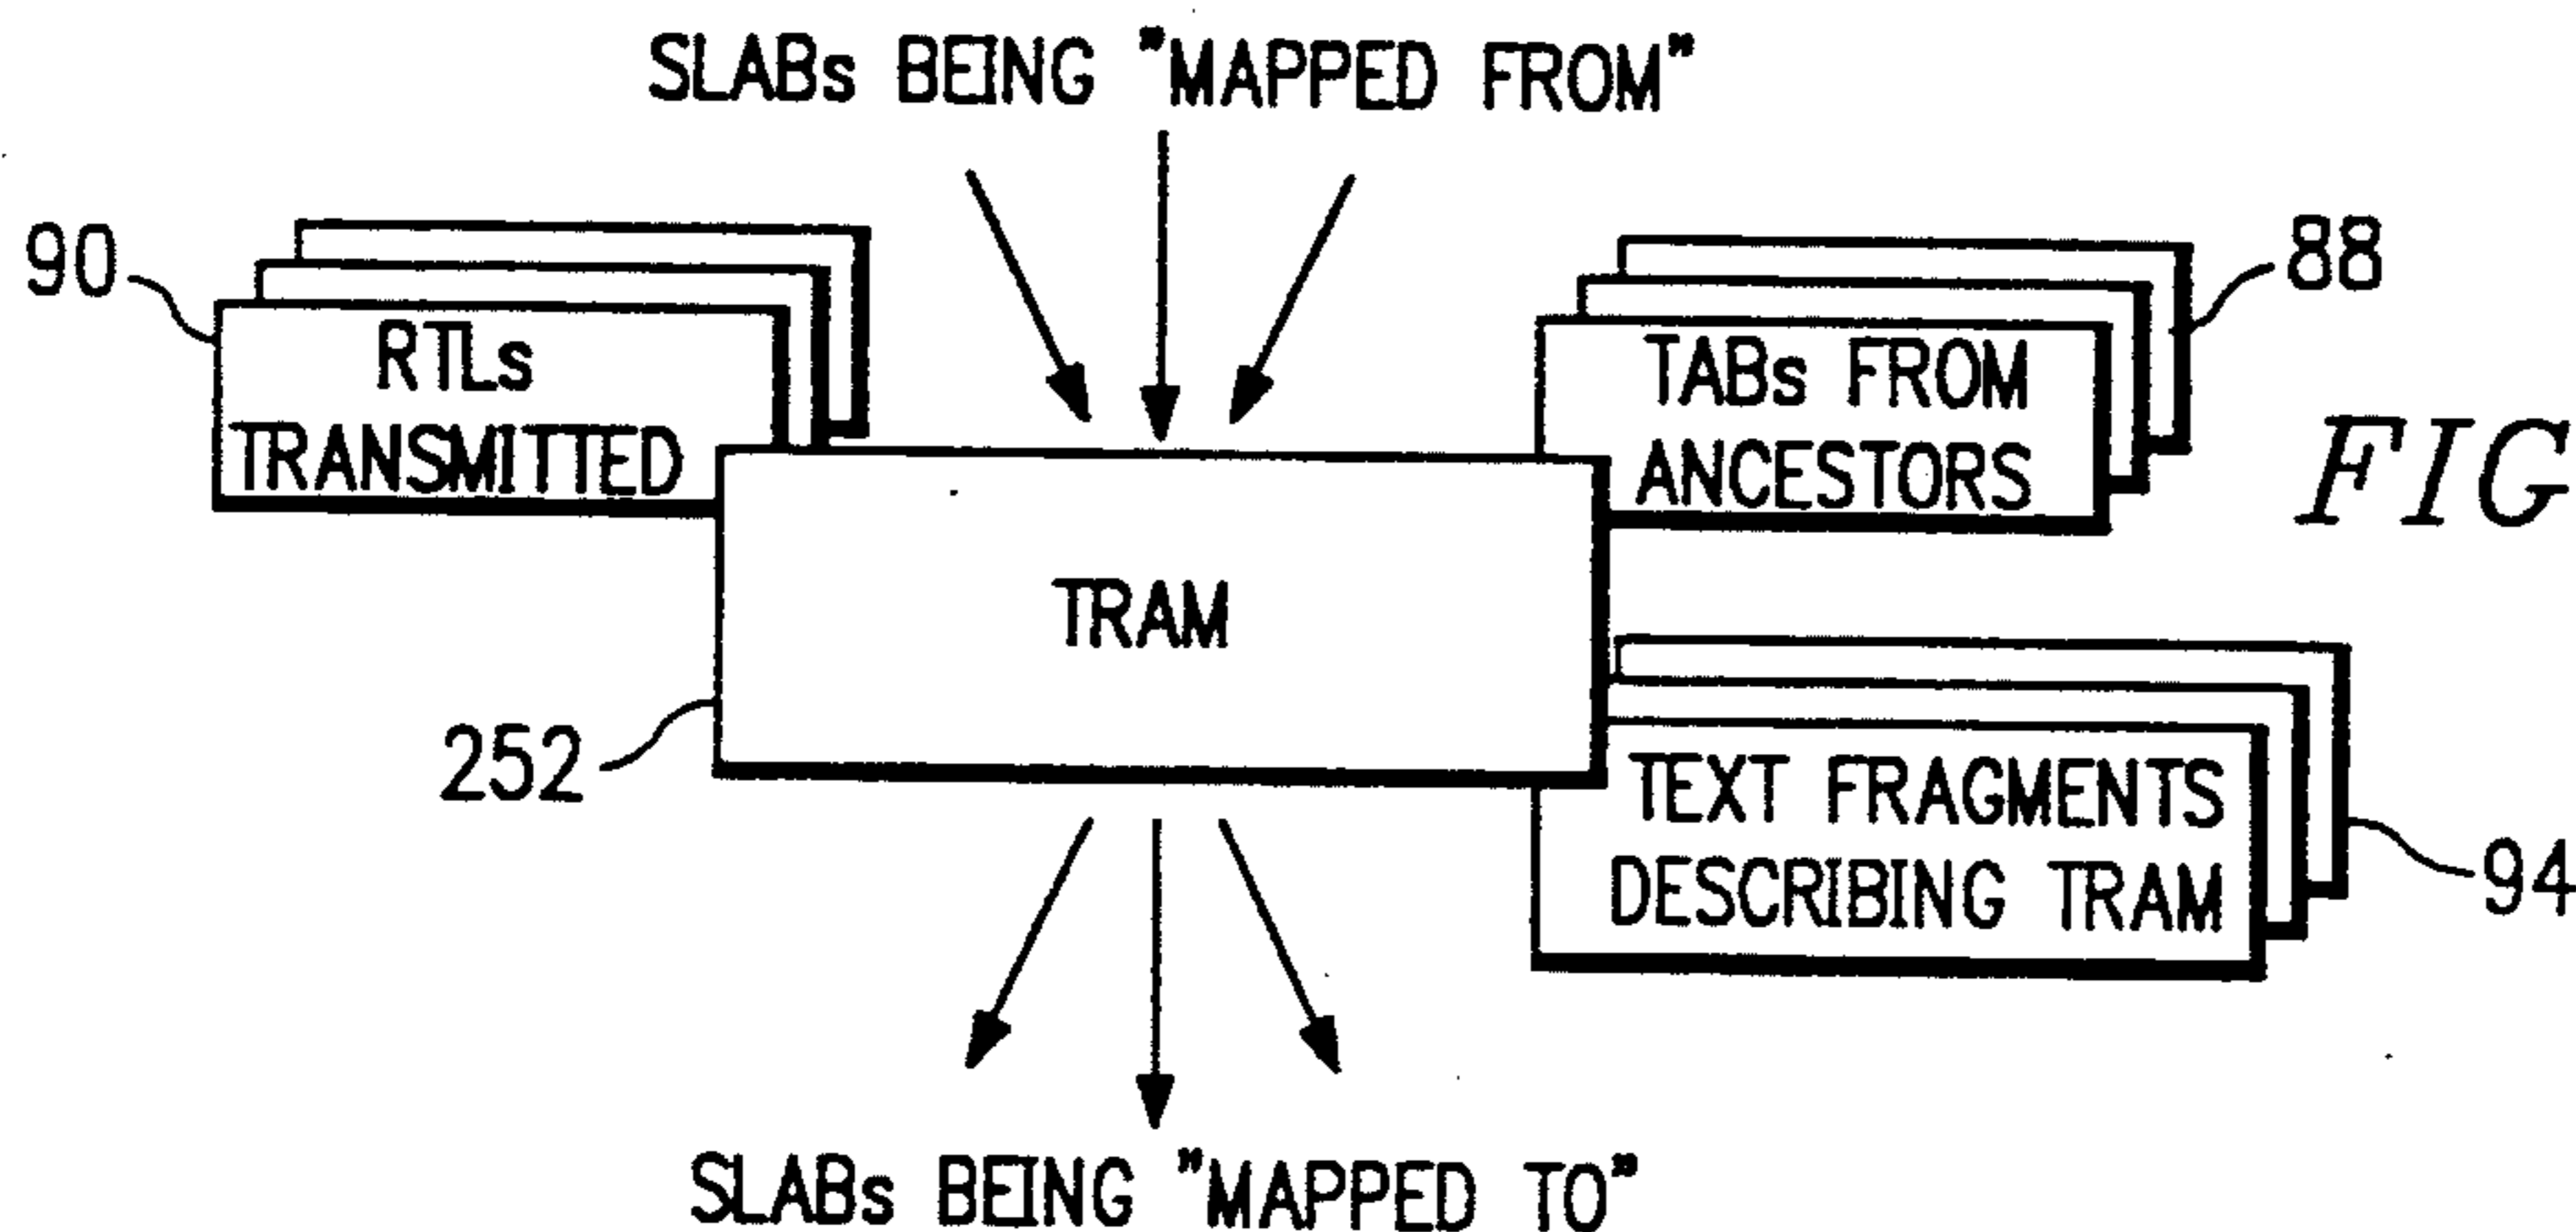 SLABs BEING "MAPPED FROM"
90
88
RTLs
TRANSMITTED
TABs FROM
ANCESTORS
FIG
TRAM
252
TEXT FRAGMENTS
DESCRIBING TRAM
94
SLABs BEING "MAPPED TO"